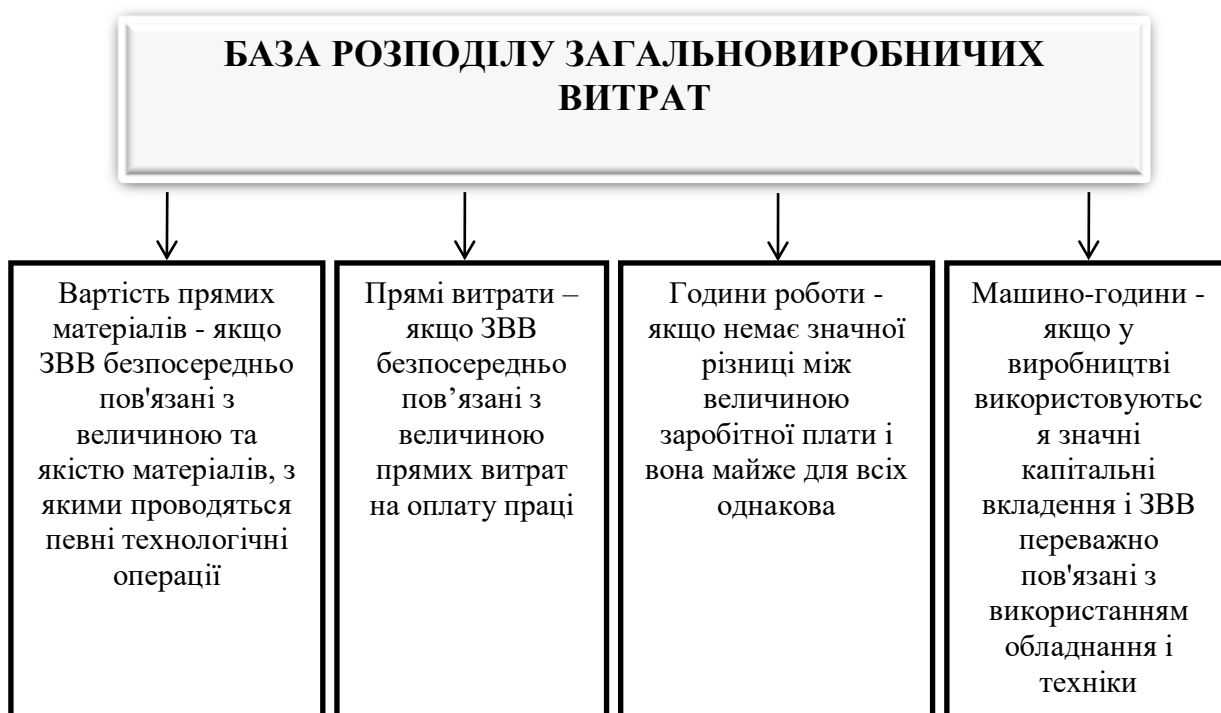 БАЗА РОЗПОДІЛУ ЗАГАЛЬНОВИРОБНИЧИХ
ВИТРАТ
Вартість прямих
матеріалів - якщо
ЗВВ безпосередньо
пов'язані з
величиною та
якістю матеріалів, з
якими проводяться
певні технологічні
операції
Прямі витрати –
якщо ЗВВ
безпосередньо
пов’язані з
величиною
прямих витрат
на оплату праці
Години роботи -
якщо немає значної
різниці між
величиною
заробітної плати і
вона майже для всіх
однакова
Машино-години -
якщо у
виробництві
використовуютьс
я значні
капітальні
вкладення і ЗВВ
переважно
пов'язані з
використанням
обладнання і
техніки